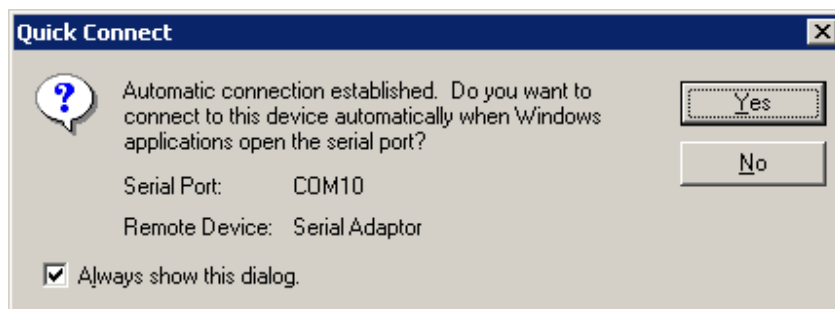 Quick Connect
Automatic connection established. Do you want to
connect to this device automatically when Windows
applications open the serial port?
Yes
No
Serial Port: COM10
Remote Device: Serial Adaptor
Always show this dialog.